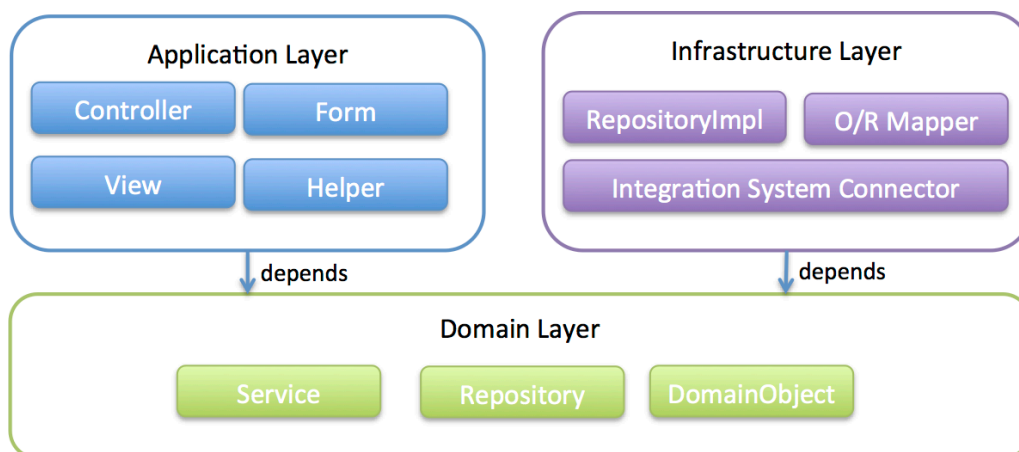 Application Layer
Controller
Form
View
Helper
depends
Infrastructure Layer
RepositoryImpl
O/R Mapper
Integration System Connector
depends
Domain Layer
Service
Repository
DomainObject